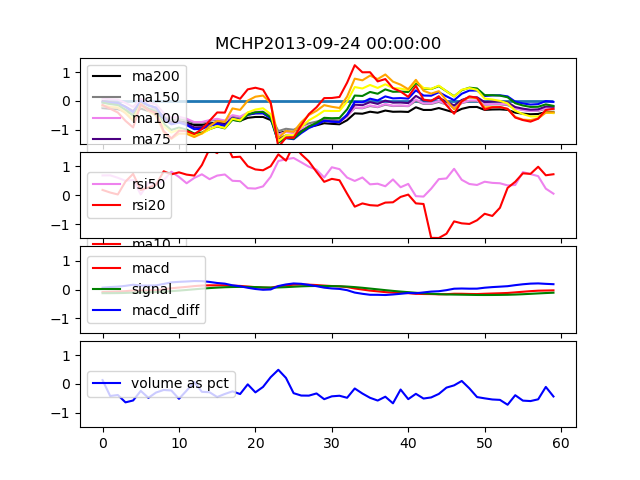 MCHP2013-09-24 00:00:00
1
0
−1
ma200
ma150
ma100
ma75
1
0
−1
rsi50
rsi20
ma10
1
0
−1
macd
signal
macd_diff
1
0
−1
volume as pct
0 10 20 30 40 50 60